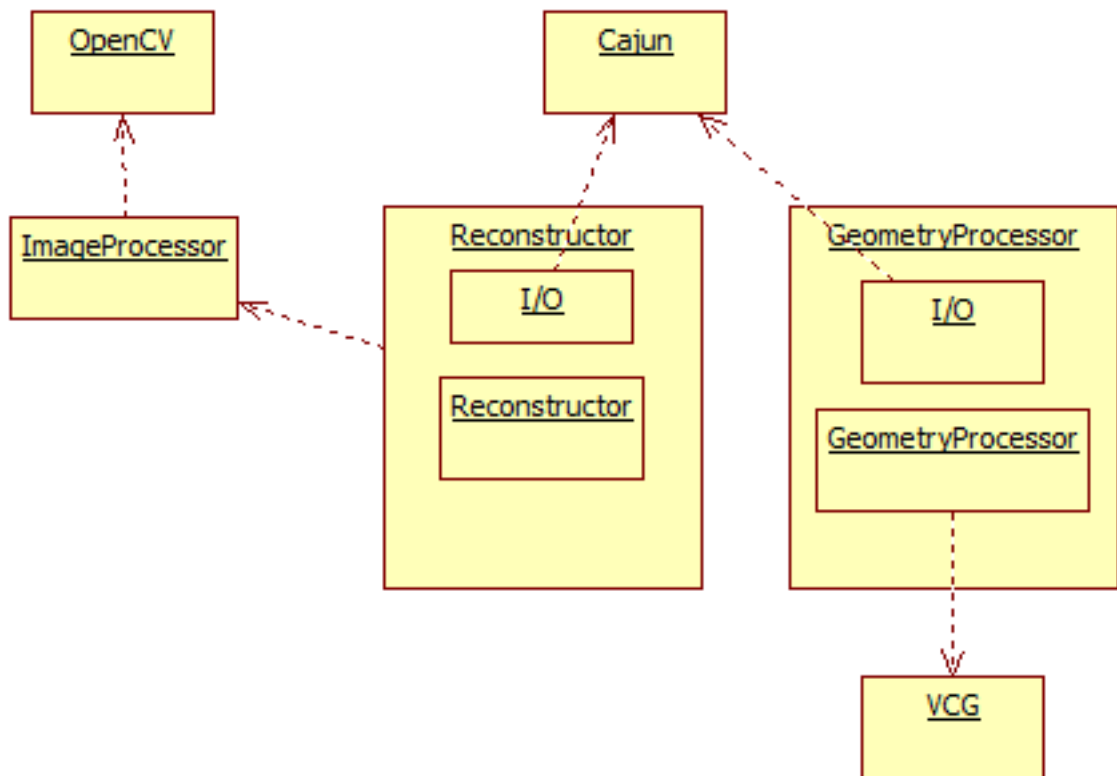 OpenCV
Cajun
ImageProcessor
Reconstructor
I/O
Reconstructor
GeometryProcessor
I/O
GeometryProcessor
VCG